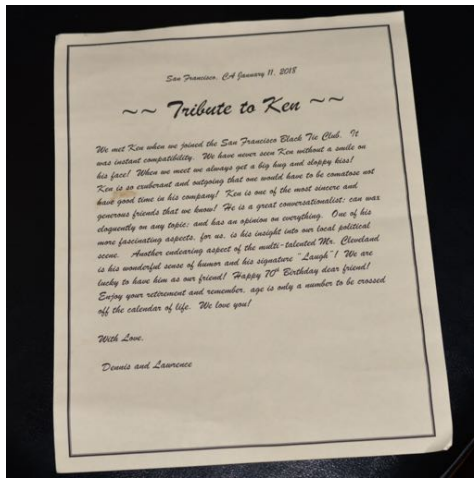 San Francisco, CA January 11, 2018
~~ Tribute to Ken ~~
We met Ken when we joined the San Francisco Black Tie Club. It
was instant compatibility. We have never seen Ken without a smile on
his face! When we meet we always get a big hug and sloppy kiss!
Ken is so exuberant and outgoing that one would have to be comatose not
have good time in his company! Ken is one of the most sincere and
generous friends that we know! He is a great conversationalist; can wax
eloquently on any topic; and has an opinion on everything. One of his
more fascinating aspects, for us, is his insight into our local political
scene. Another endearing aspect of the multi-talented Mr. Cleveland
is his wonderful sense of humor and his signature "Laugh"! We are
lucky to have him as our friend! Happy 70th Birthday dear friend!
Enjoy your retirement and remember, age is only a number to be crossed
off the calendar of life. We love you!
With Love,
Dennis and Lawrence